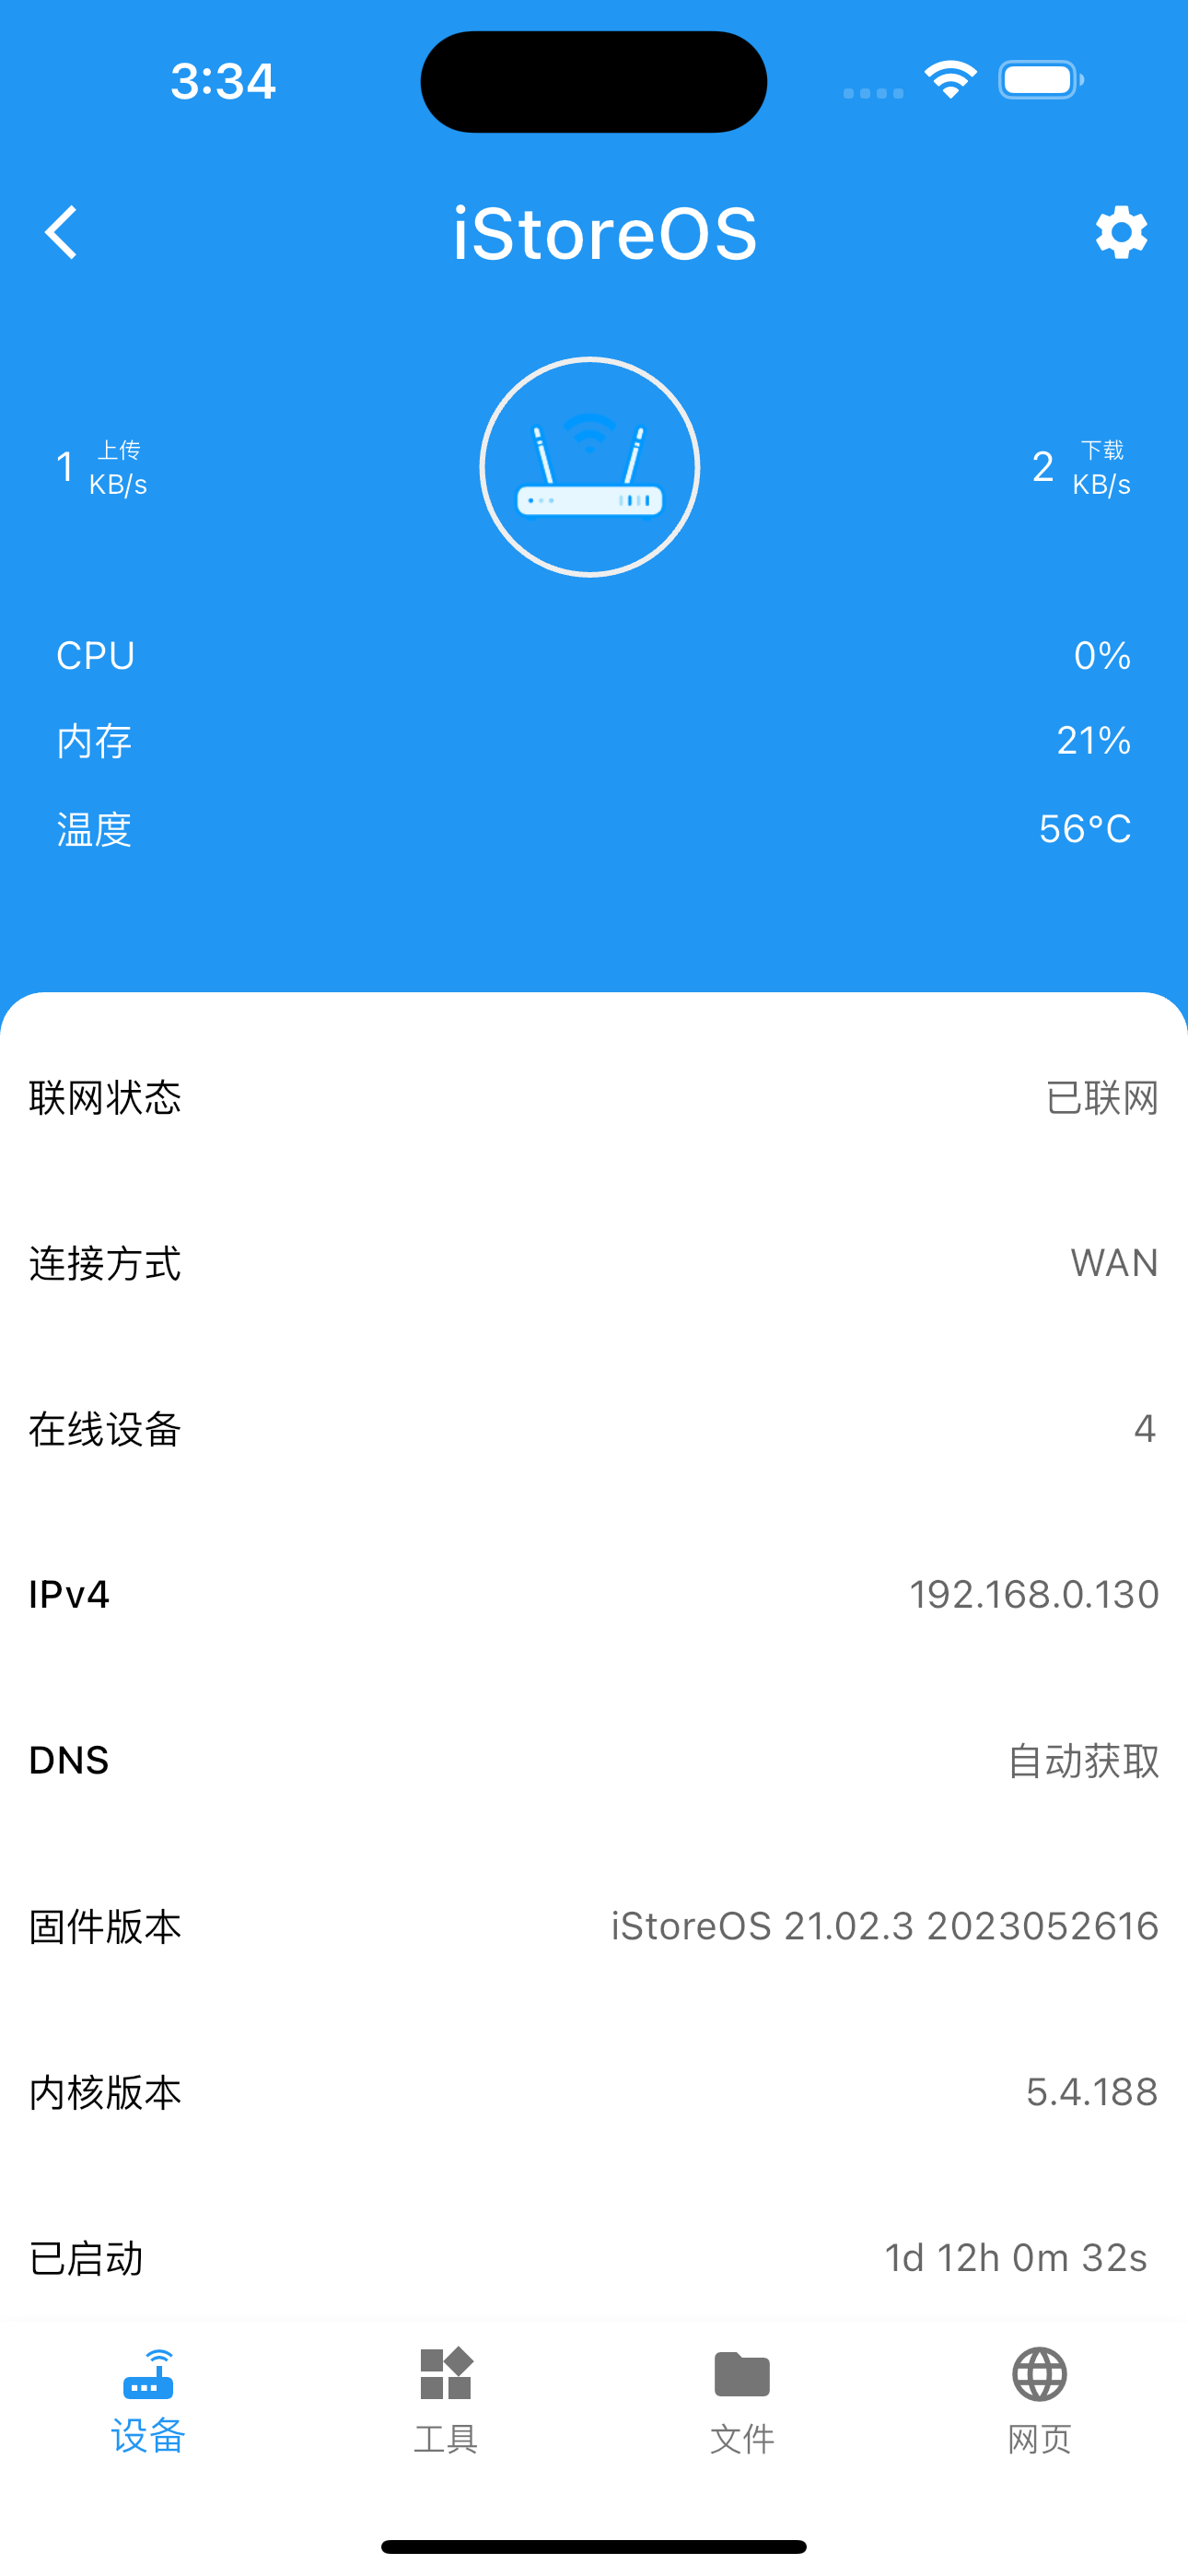 3:34
iStoreOS
1 上传 KB/s
2 下载 KB/s
CPU 0%
内存 21%
温度 56°C
联网状态 已联网
连接方式 WAN
在线设备 4
IPv4 192.168.0.130
DNS 自动获取
固件版本 iStoreOS 21.02.3 2023052616
内核版本 5.4.188
已启动 1d 12h 0m 32s
设备 工具 文件 网页